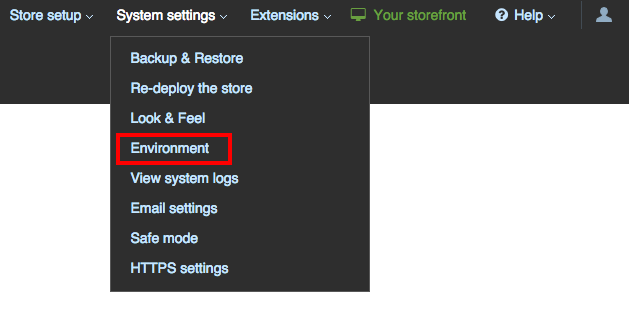 Store setup System settings Extensions Your storefront Help
Backup & Restore
Re-deploy the store
Look & Feel
Environment
View system logs
Email settings
Safe mode
HTTPS settings